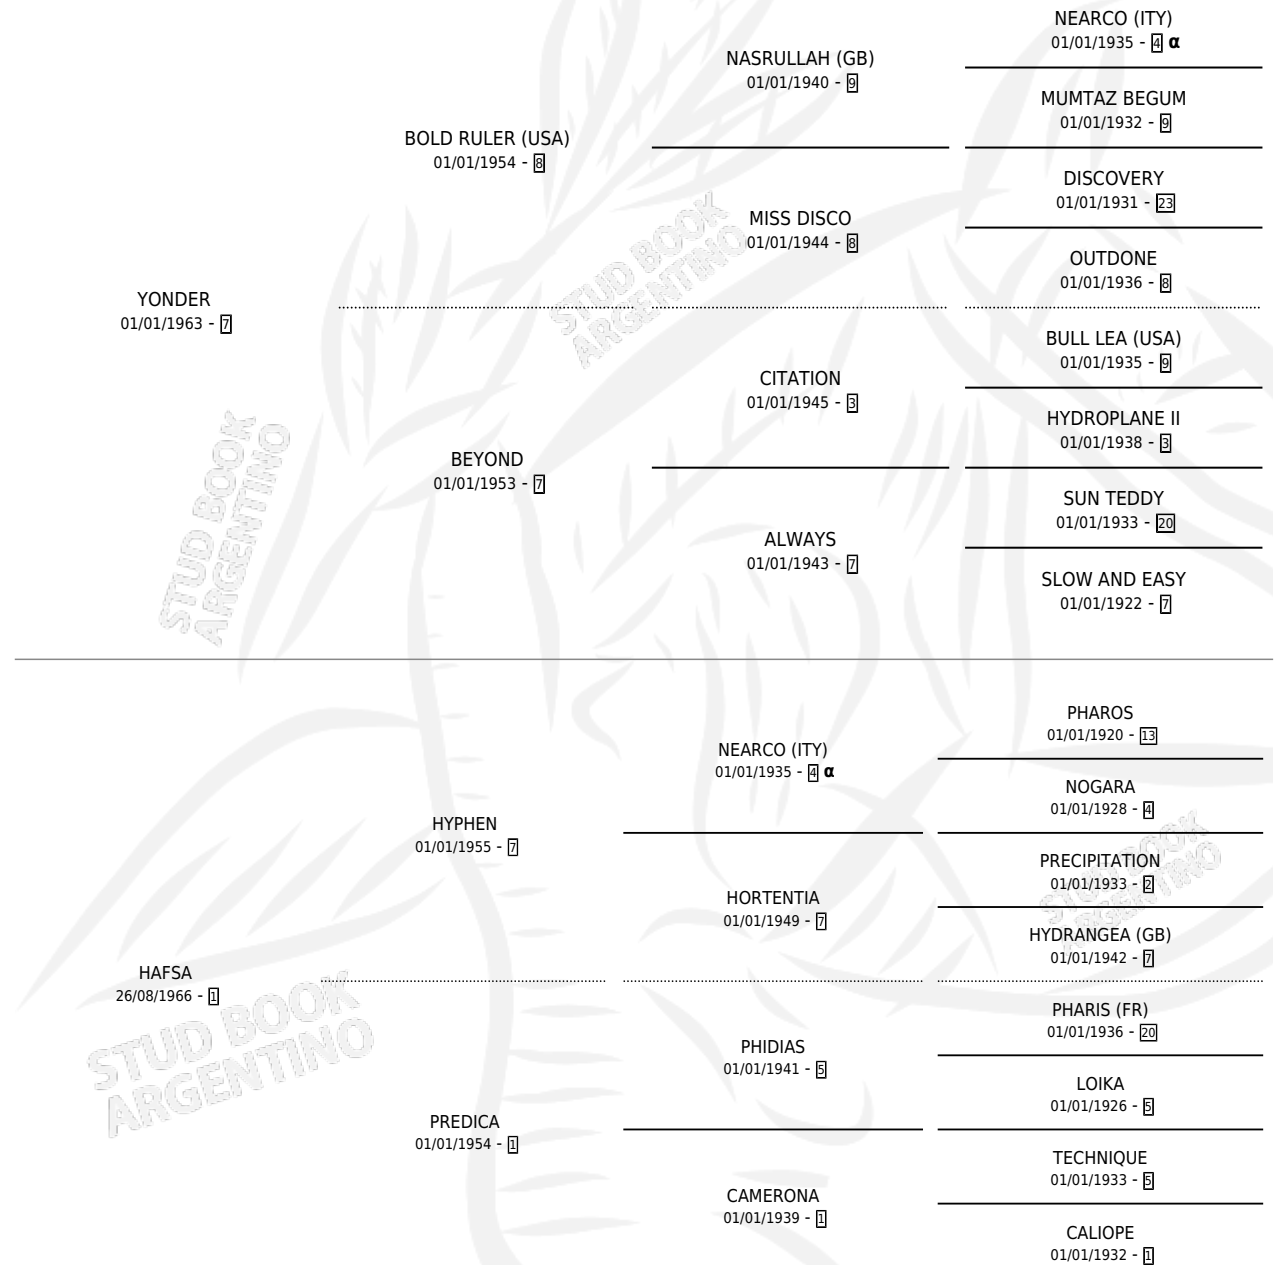 NEARCO (ITY)
01/01/1935 - 4 α
NASRULLAH (GB)
01/01/1940 - 9
MUMTAZ BEGUM
01/01/1932 - 9
BOLD RULER (USA)
01/01/1954 - 8
DISCOVERY
01/01/1931 - 23
MISS DISCO
01/01/1944 - 8
OUTDONE
01/01/1936 - 8
YONDER
01/01/1963 - 7
BULL LEA (USA)
01/01/1935 - 9
CITATION
01/01/1945 - 3
HYDROPLANE II
01/01/1938 - 3
BEYOND
01/01/1953 - 7
SUN TEDDY
01/01/1933 - 20
ALWAYS
01/01/1943 - 7
SLOW AND EASY
01/01/1922 - 7
PHAROS
01/01/1920 - 13
NEARCO (ITY)
01/01/1935 - 4 α
NOGARA
01/01/1928 - 4
HYPHEN
01/01/1955 - 7
PRECIPITATION
01/01/1933 - 2
HORTENTIA
01/01/1949 - 7
HYDRANGEA (GB)
01/01/1942 - 7
HAFSA
26/08/1966 - 1
PHARIS (FR)
01/01/1936 - 20
PHIDIAS
01/01/1941 - 5
LOIKA
01/01/1926 - 5
PREDICA
01/01/1954 - 1
TECHNIQUE
01/01/1933 - 5
CAMERONA
01/01/1939 - 1
CALIOPE
01/01/1932 - 1
STUD BOOK
ARGENTINO
STUD BOOK
ARGENTINO
STUD BOOK
ARGENTINO
STUD BOOK
ARGENTINO